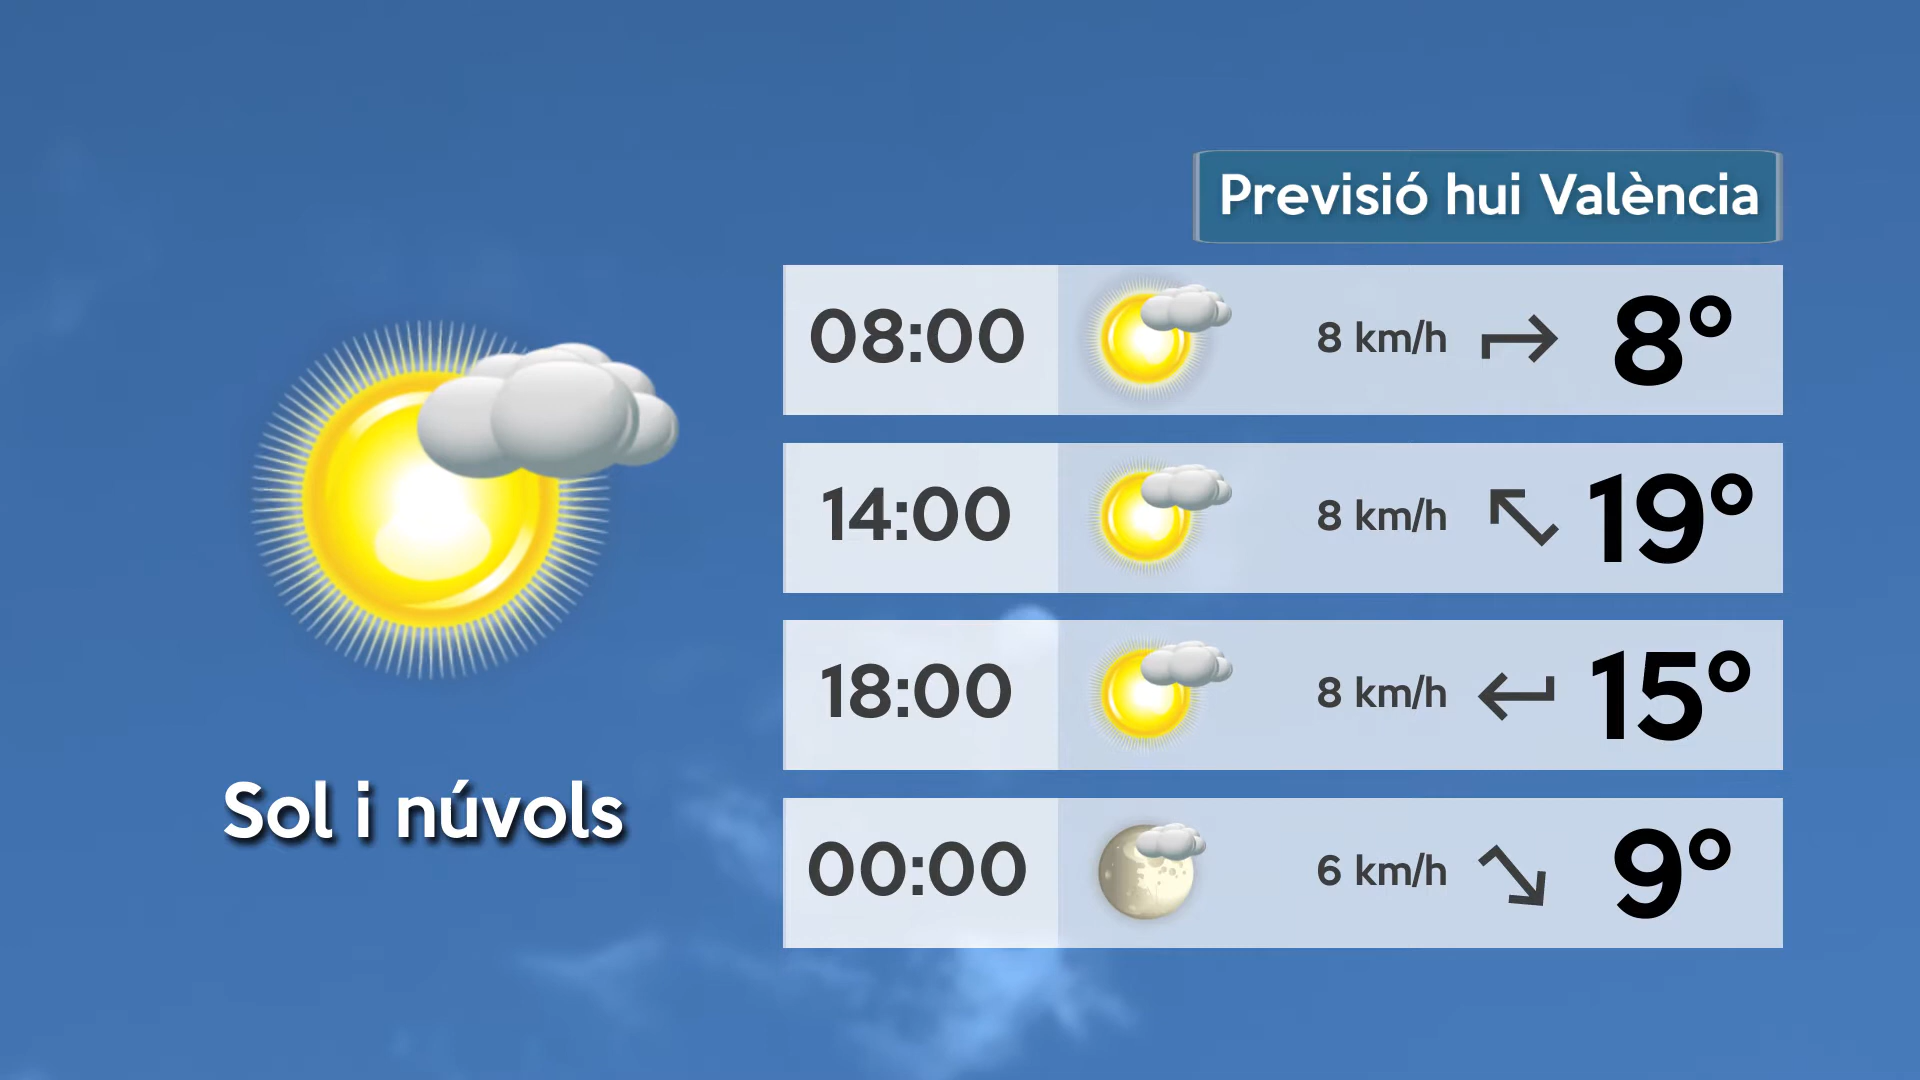 Previsió hui València
08:00 8 km/h 8°
14:00 8 km/h 19°
18:00 8 km/h 15°
00:00 6 km/h 9°
Sol i núvols